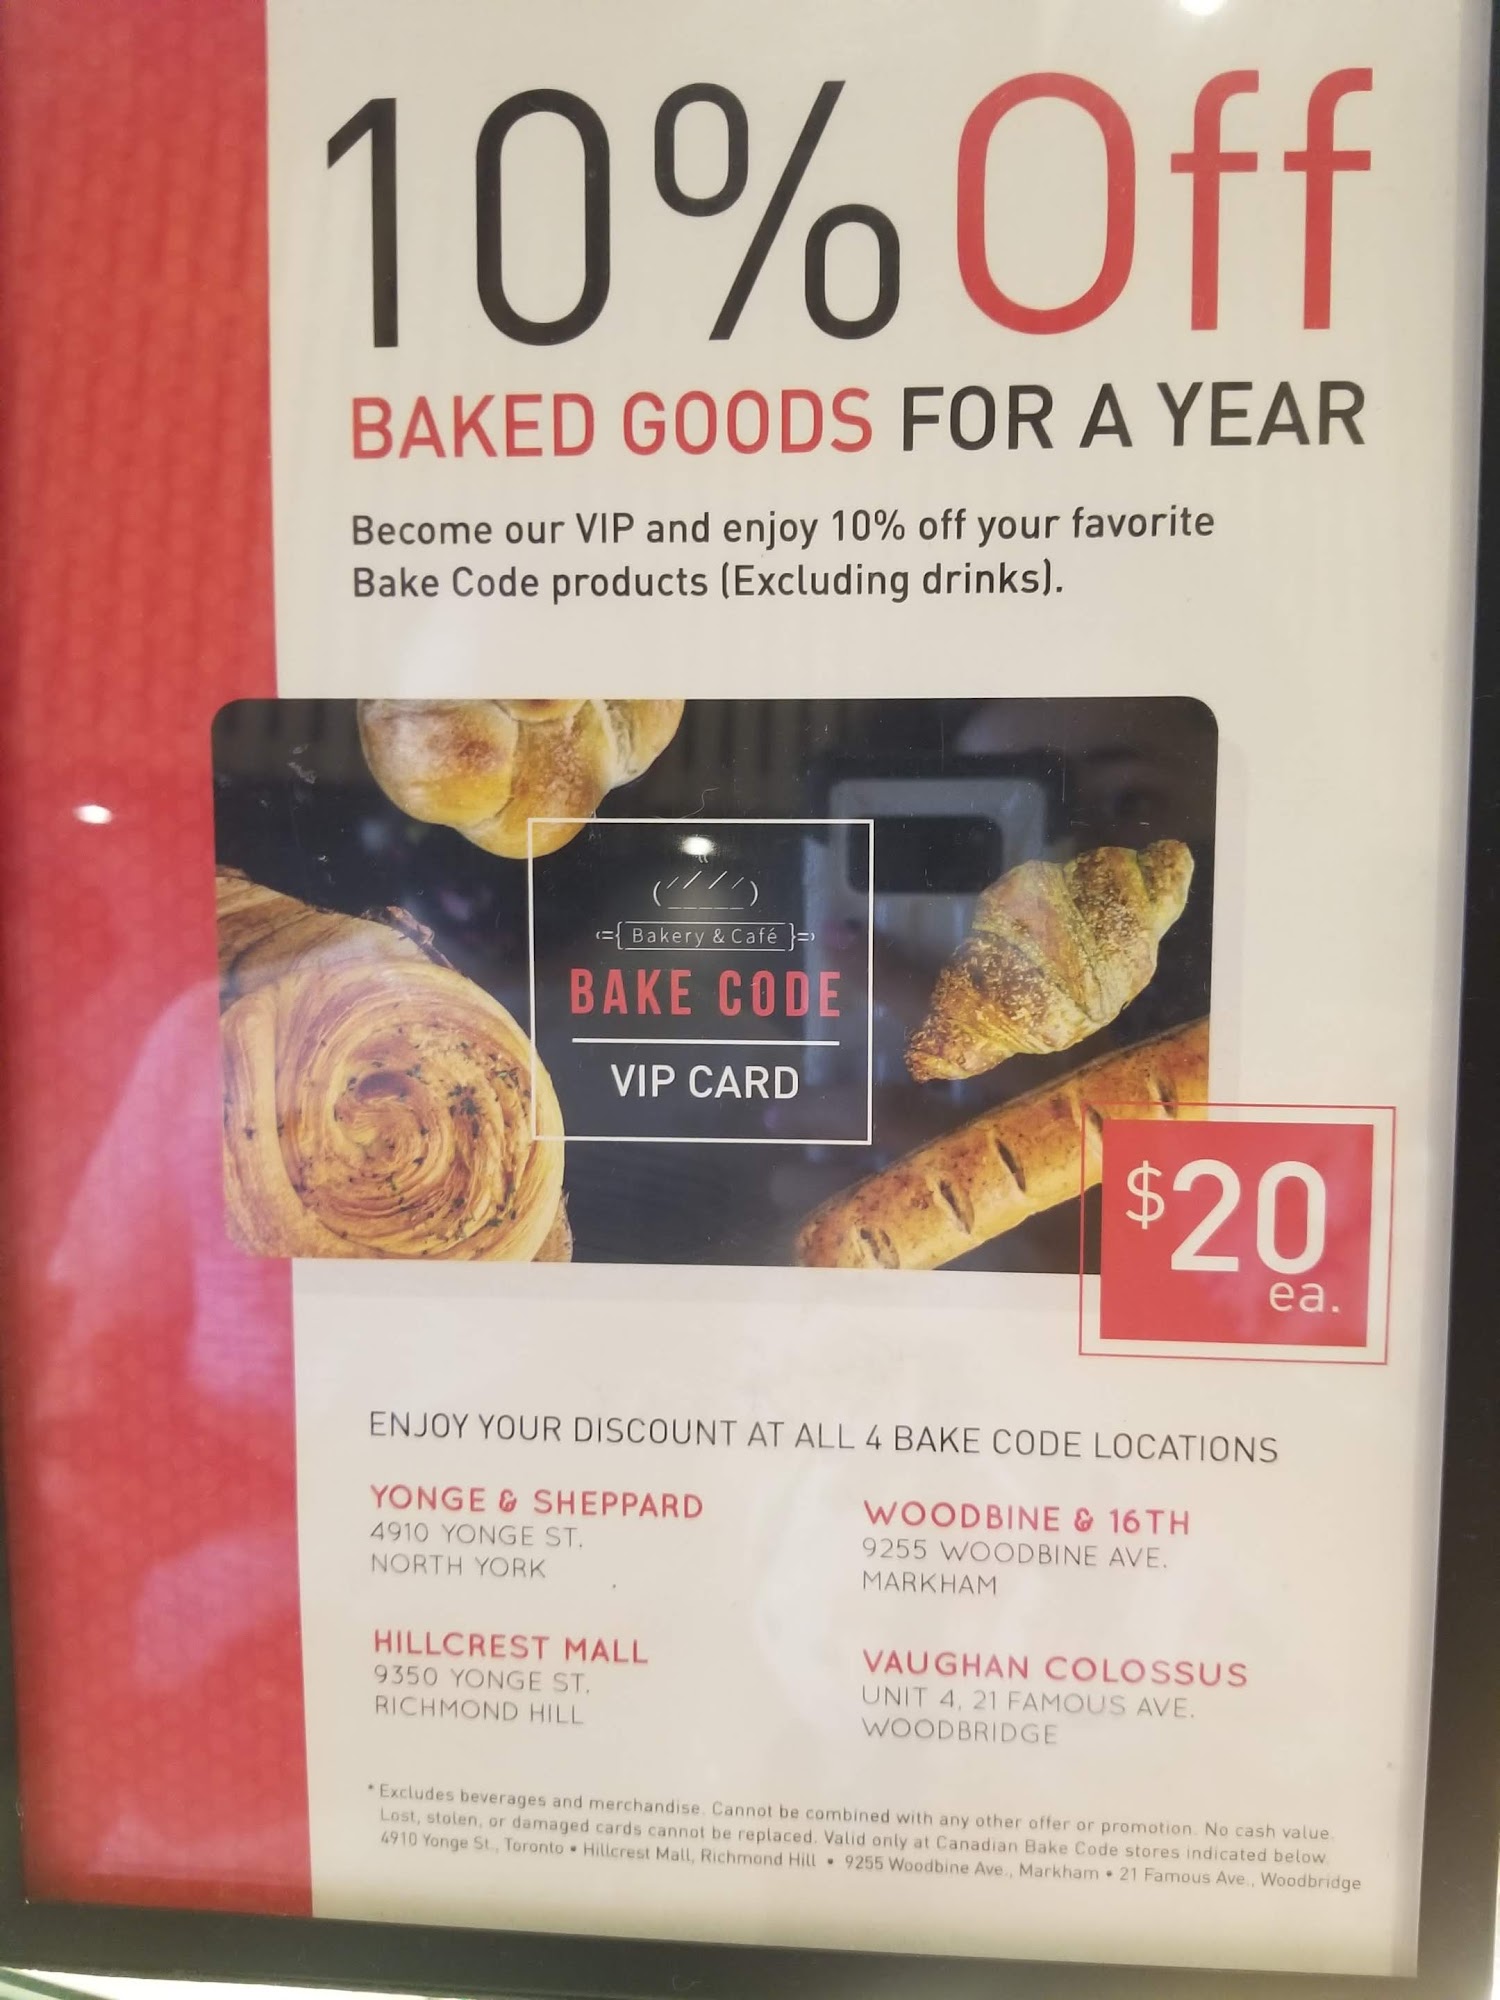 10% Off
BAKED GOODS FOR A YEAR
Become our VIP and enjoy 10% off your favorite
Bake Code products (Excluding drinks).
Bakery & Café
BAKE CODE
VIP CARD
$20
ea.
ENJOY YOUR DISCOUNT AT ALL 4 BAKE CODE LOCATIONS
YONGE & SHEPPARD
4910 YONGE ST.
NORTH YORK
WOODBINE & 16TH
9255 WOODBINE AVE.
MARKHAM
HILLCREST MALL
9350 YONGE ST.
RICHMOND HILL
VAUGHAN COLOSSUS
UNIT 4, 21 FAMOUS AVE.
WOODBRIDGE
* Excludes beverages and merchandise. Cannot be combined with any other offer or promotion. No cash value.
Lost, stolen, or damaged cards cannot be replaced. Valid only at Canadian Bake Code stores indicated below.
4910 Yonge St., Toronto • Hillcrest Mall, Richmond Hill • 9255 Woodbine Ave., Markham • 21 Famous Ave., Woodbridge